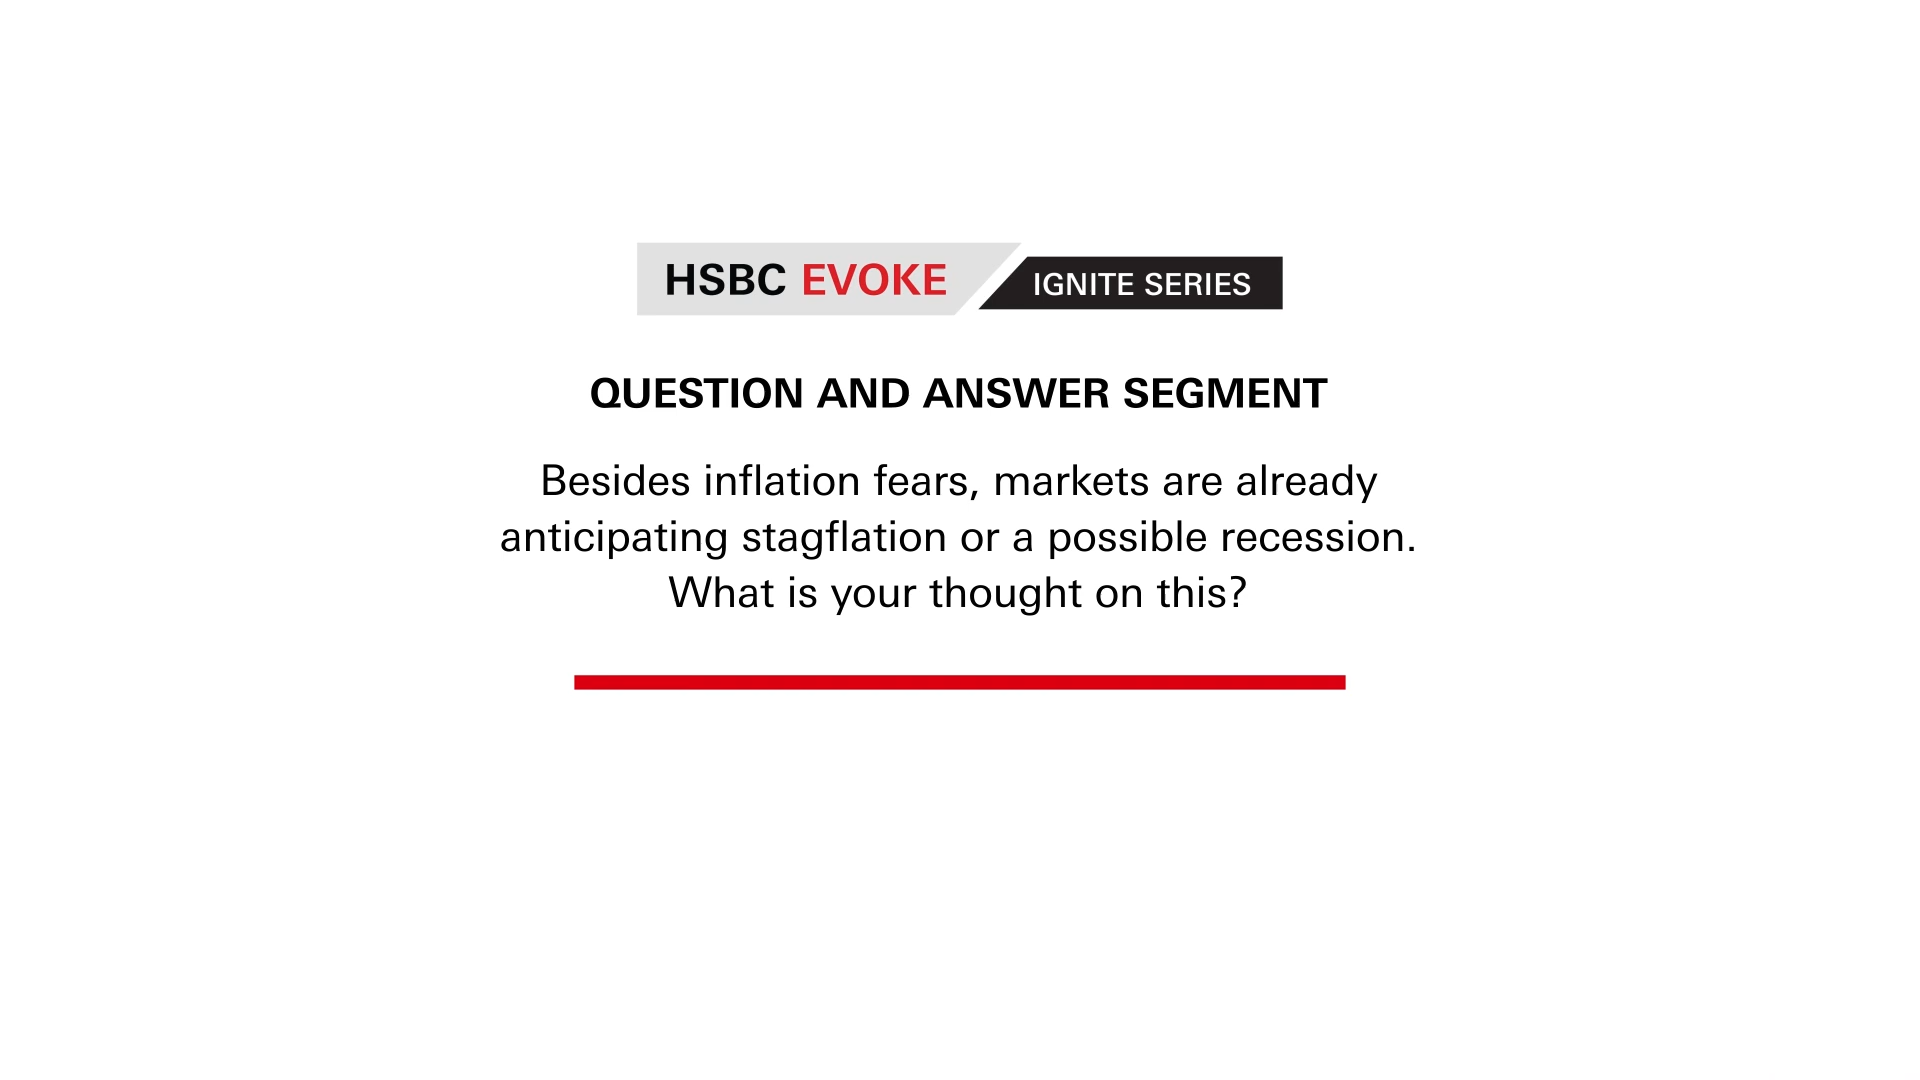 HSBC EVOKE IGNITE SERIES
QUESTION AND ANSWER SEGMENT
Besides inflation fears, markets are already
anticipating stagflation or a possible recession.
What is your thought on this?